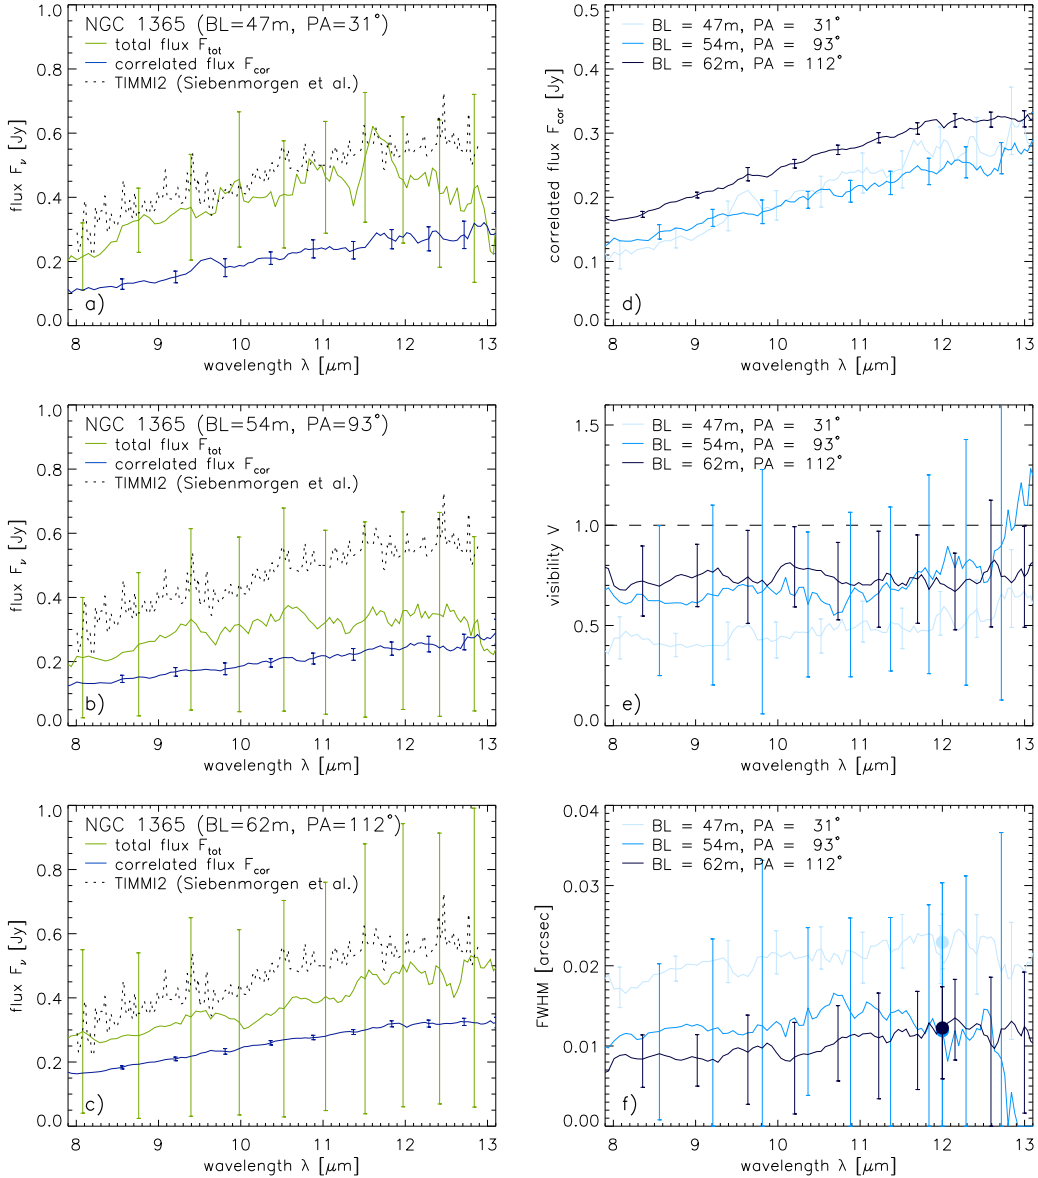 NGC 1365 (BL=47m, PA=31°)
total flux F_tot
correlated flux F_cor
TIMMI2 (Siebenmorgen et al.)
flux F_ν [Jy]
1.0
0.8
0.6
0.4
0.2
0.0
a)
8 9 10 11 12 13
wavelength λ [μm]
BL = 47m, PA = 31°
BL = 54m, PA = 93°
BL = 62m, PA = 112°
correlated flux F_cor [Jy]
0.5
0.4
0.3
0.2
0.1
0.0
d)
8 9 10 11 12 13
wavelength λ [μm]
NGC 1365 (BL=54m, PA=93°)
total flux F_tot
correlated flux F_cor
TIMMI2 (Siebenmorgen et al.)
flux F_ν [Jy]
1.0
0.8
0.6
0.4
0.2
0.0
b)
8 9 10 11 12 13
wavelength λ [μm]
BL = 47m, PA = 31°
BL = 54m, PA = 93°
BL = 62m, PA = 112°
visibility V
1.5
1.0
0.5
0.0
e)
8 9 10 11 12 13
wavelength λ [μm]
NGC 1365 (BL=62m, PA=112°)
total flux F_tot
correlated flux F_cor
TIMMI2 (Siebenmorgen et al.)
flux F_ν [Jy]
1.0
0.8
0.6
0.4
0.2
0.0
c)
8 9 10 11 12 13
wavelength λ [μm]
BL = 47m, PA = 31°
BL = 54m, PA = 93°
BL = 62m, PA = 112°
FWHM [arcsec]
0.04
0.03
0.02
0.01
0.00
f)
8 9 10 11 12 13
wavelength λ [μm]